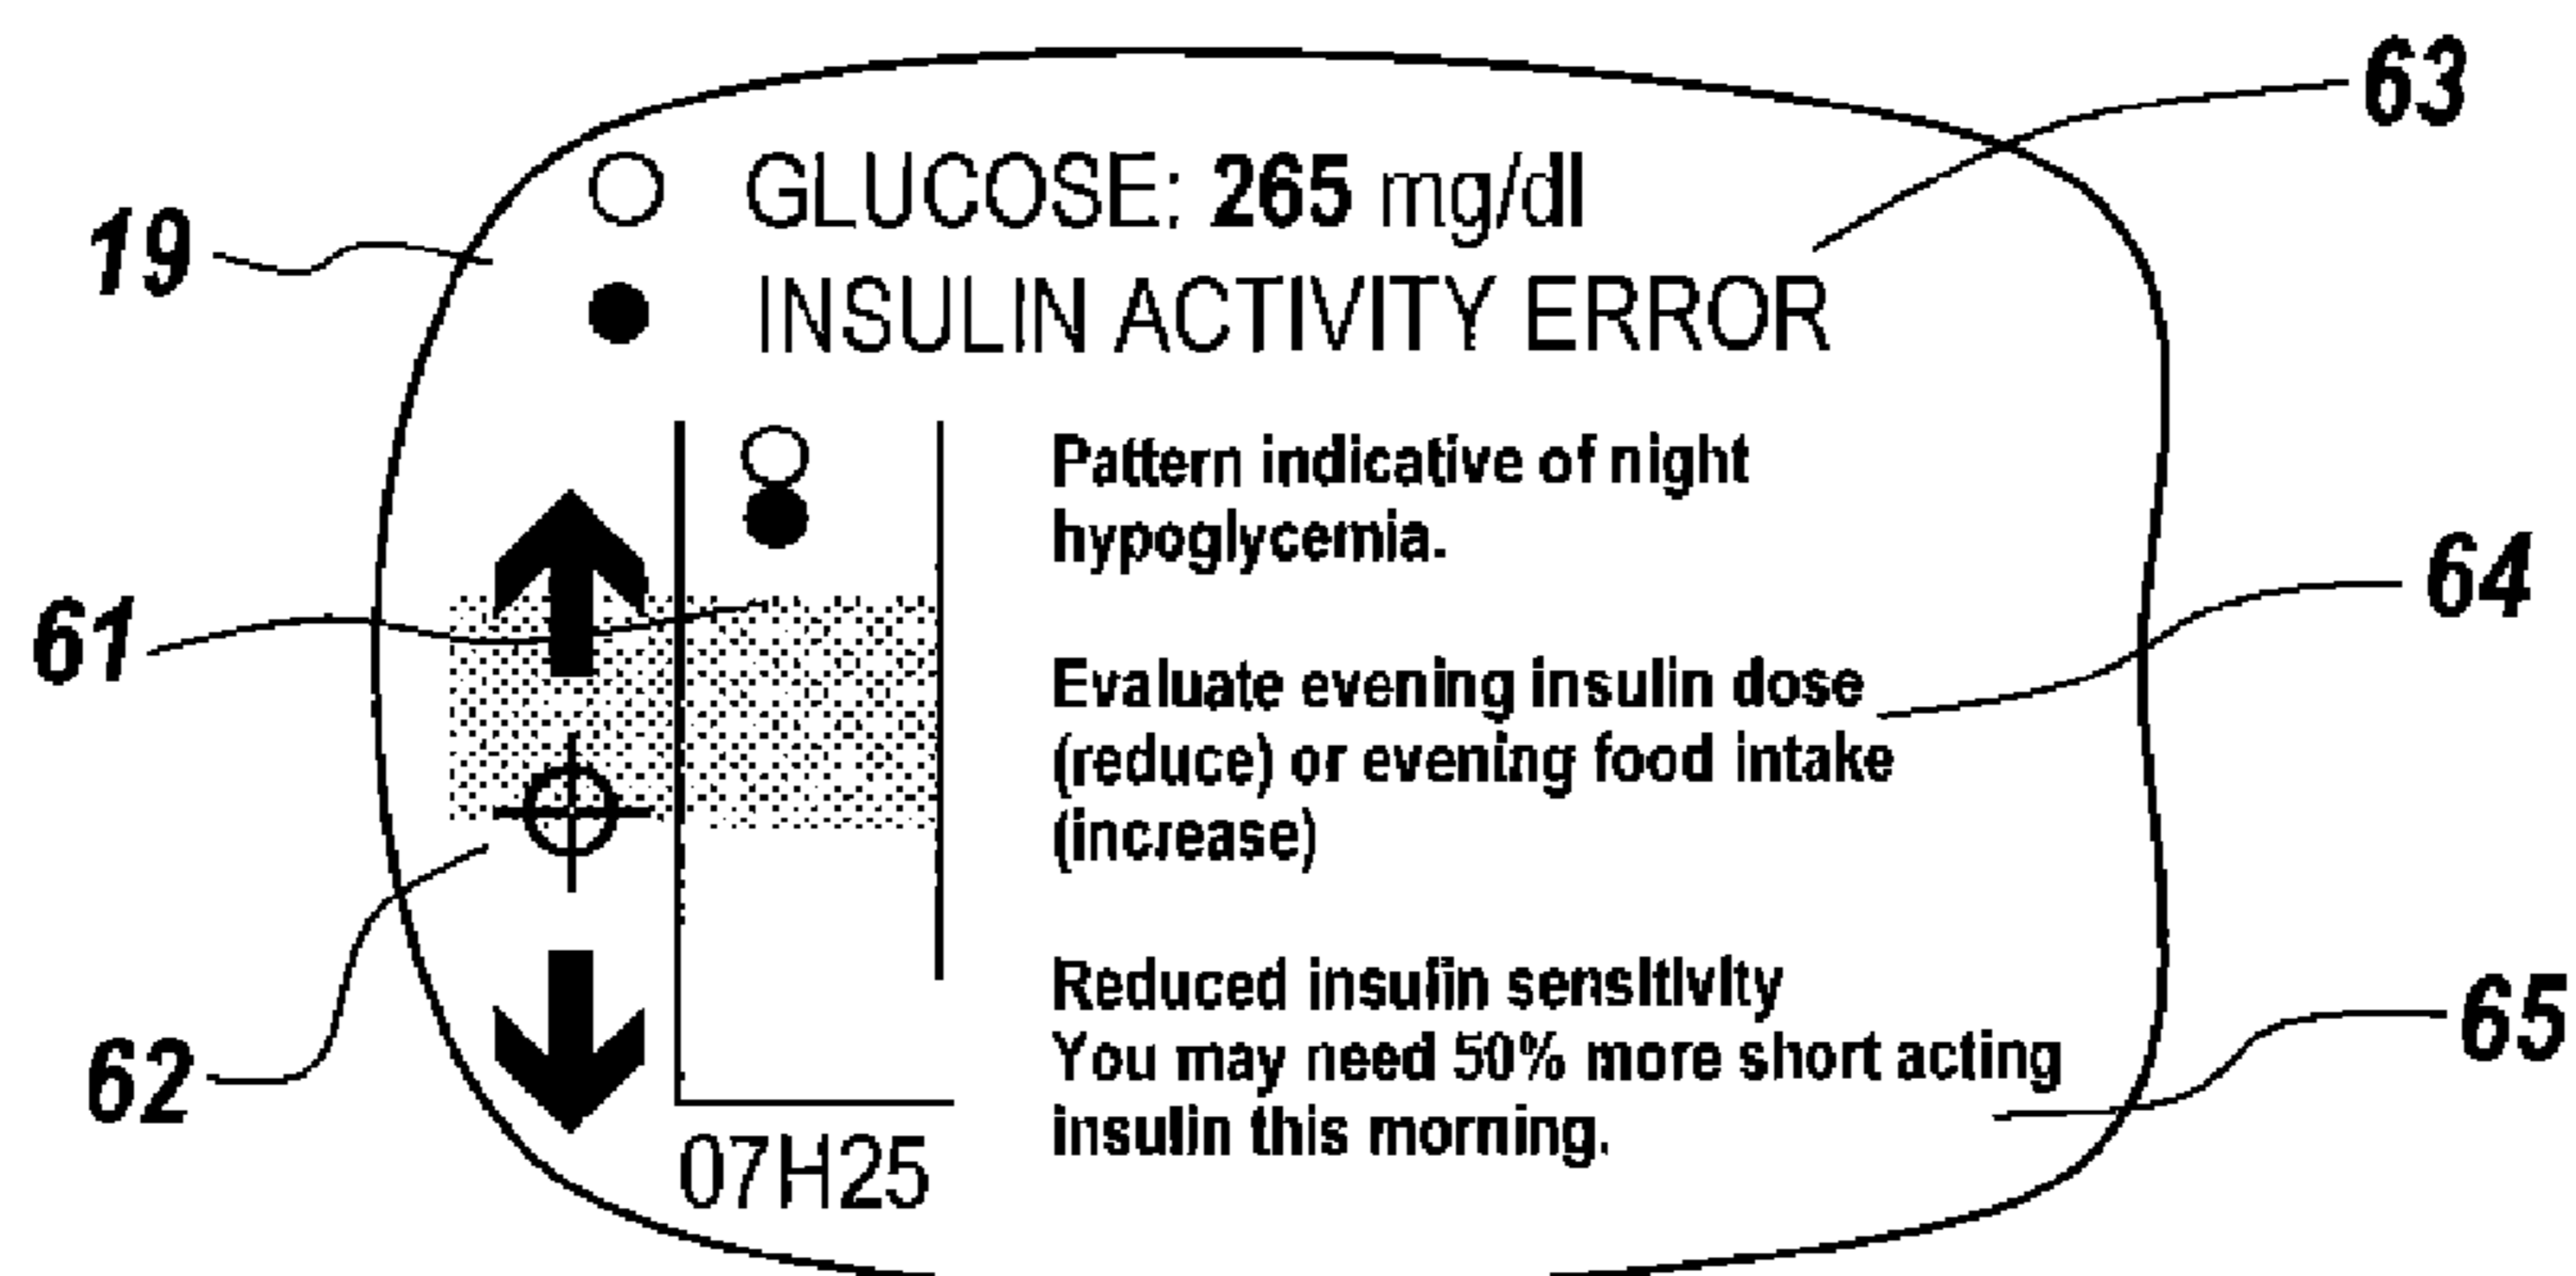 63
GLUCOSE: 265 mg/dl
19
INSULIN ACTIVITY ERROR
Pattern indicative of night
hypoglycemia.
64
61
Evaluate evening insulin dose
(reduce) or evening food intake
(increase)
Reduced insulin sensitivity
65
You may need 50% more short acting
62
insulin this morning.
07H25